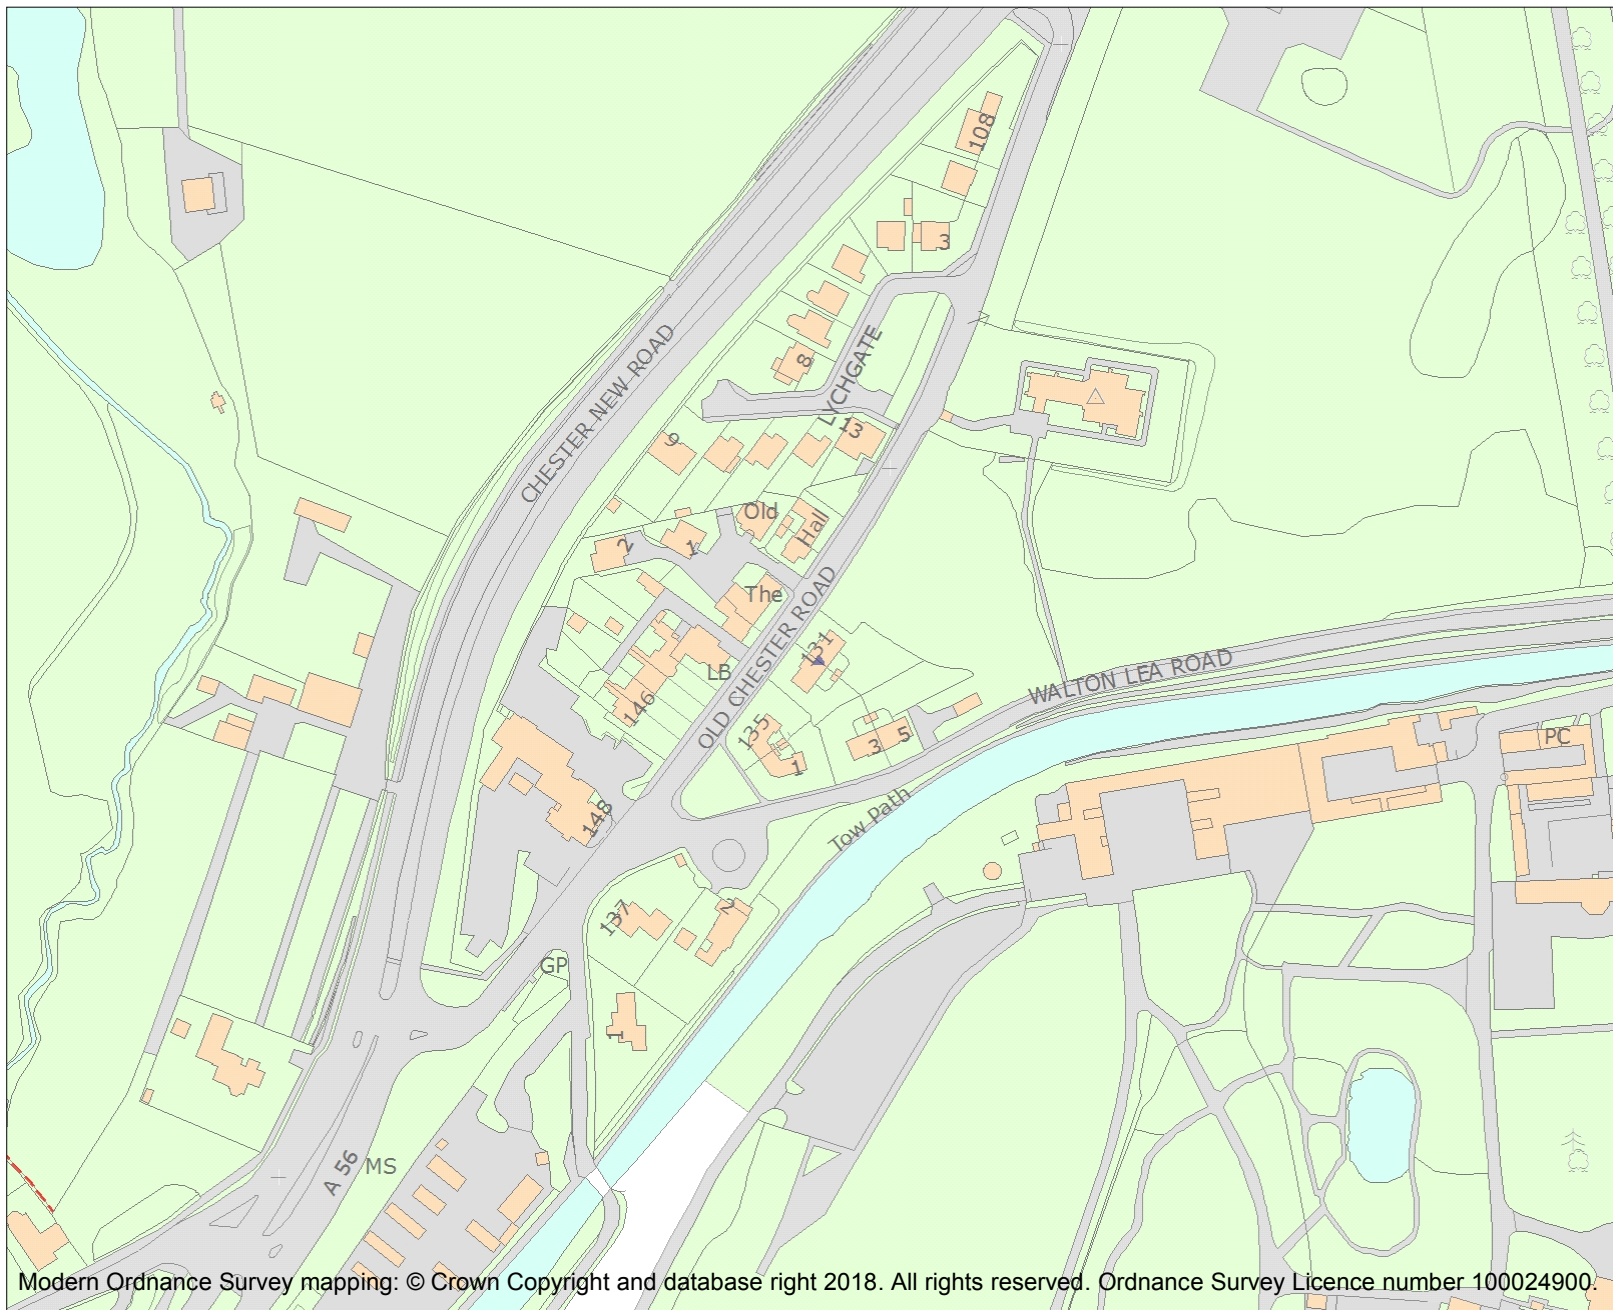 108
3
CHESTER NEW ROAD
LYCHGATE
8
9
13
Old
Hall
2
1
The
OLD CHESTER ROAD
131
LB
WALTON LEA ROAD
146
135
3
5
1
PC
Tow Path
148
137
2
GP
1
A 56
MS
Modern Ordnance Survey mapping: © Crown Copyright and database right 2018. All rights reserved. Ordnance Survey Licence number 100024900.